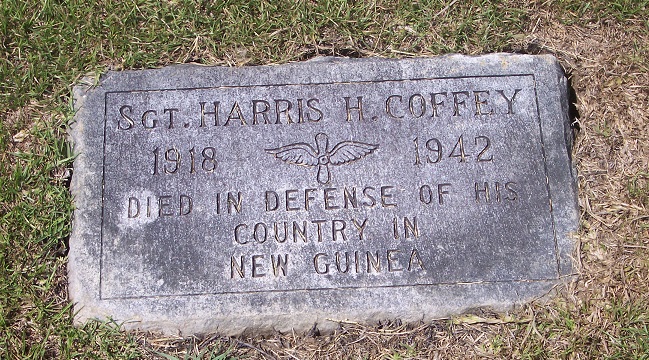 SGT. HARRIS H. COFFEY
1918 1942
DIED IN DEFENSE OF HIS
COUNTRY IN
NEW GUINEA